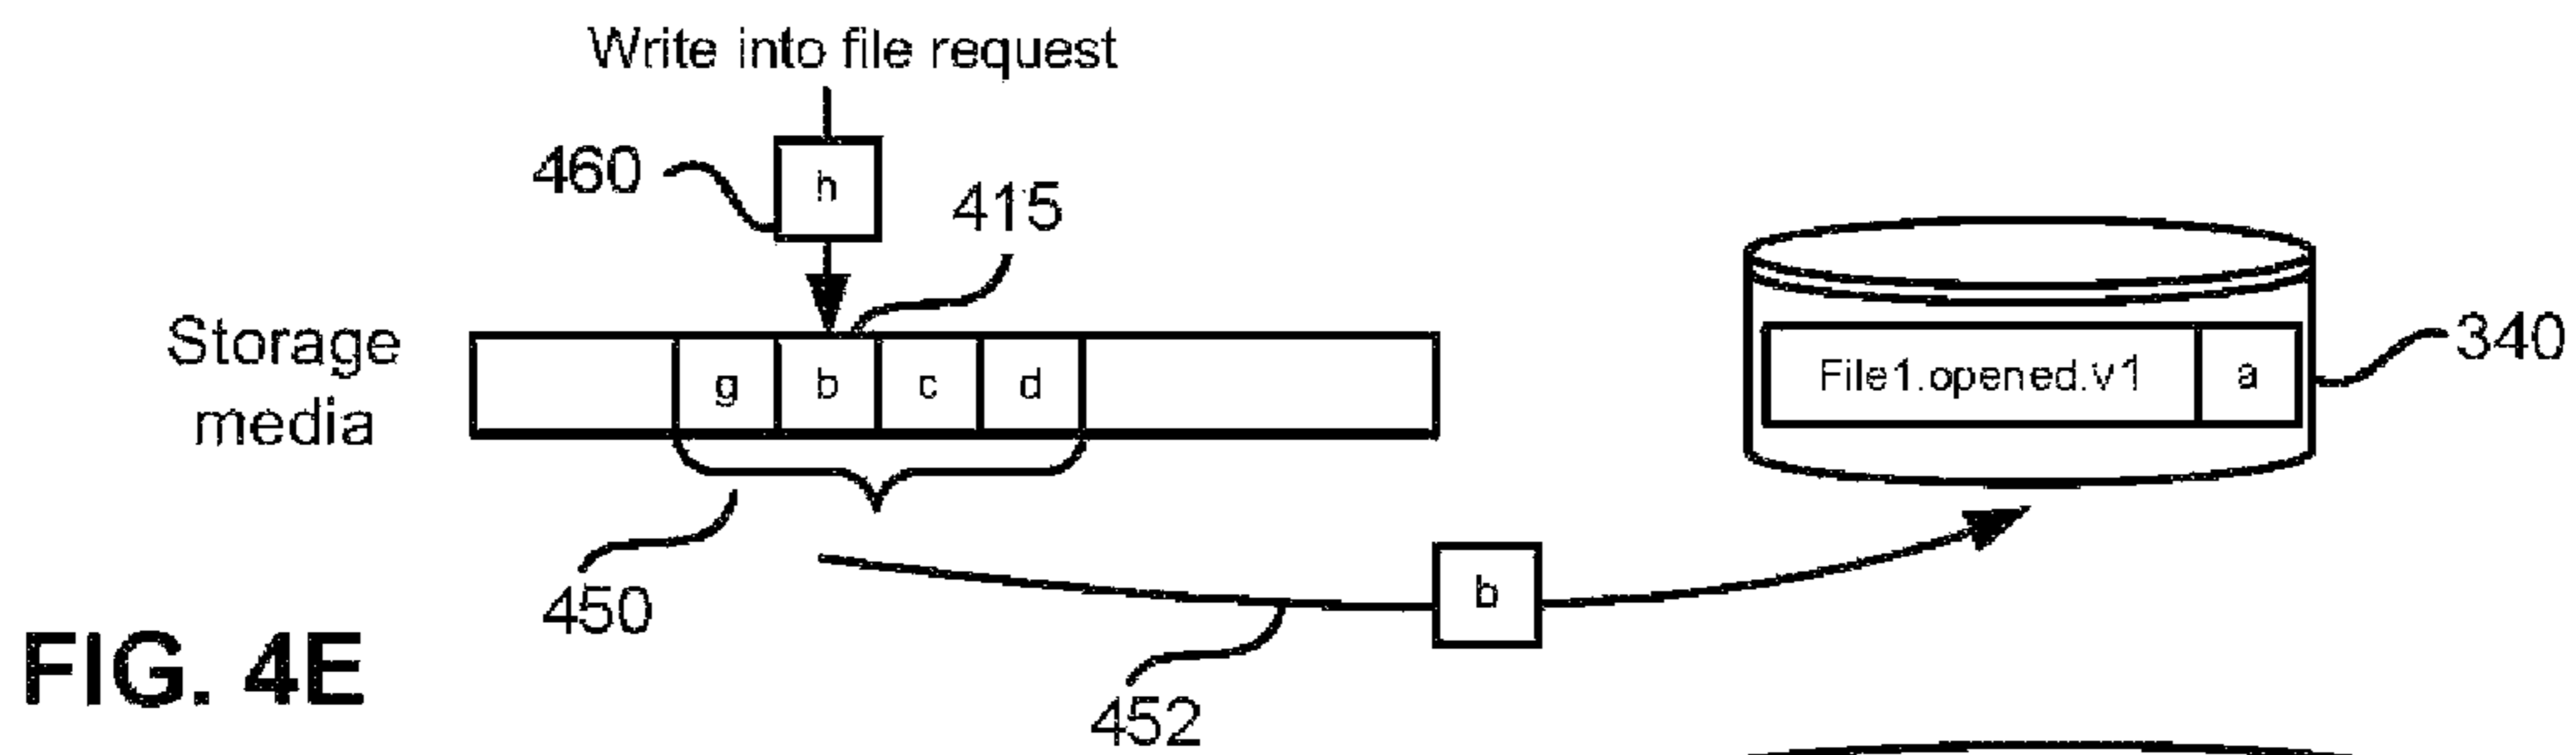 Write into file request
460
h
415
Storage
media
g b c d
File1.opened.v1 a
340
450
b
452
FIG. 4E